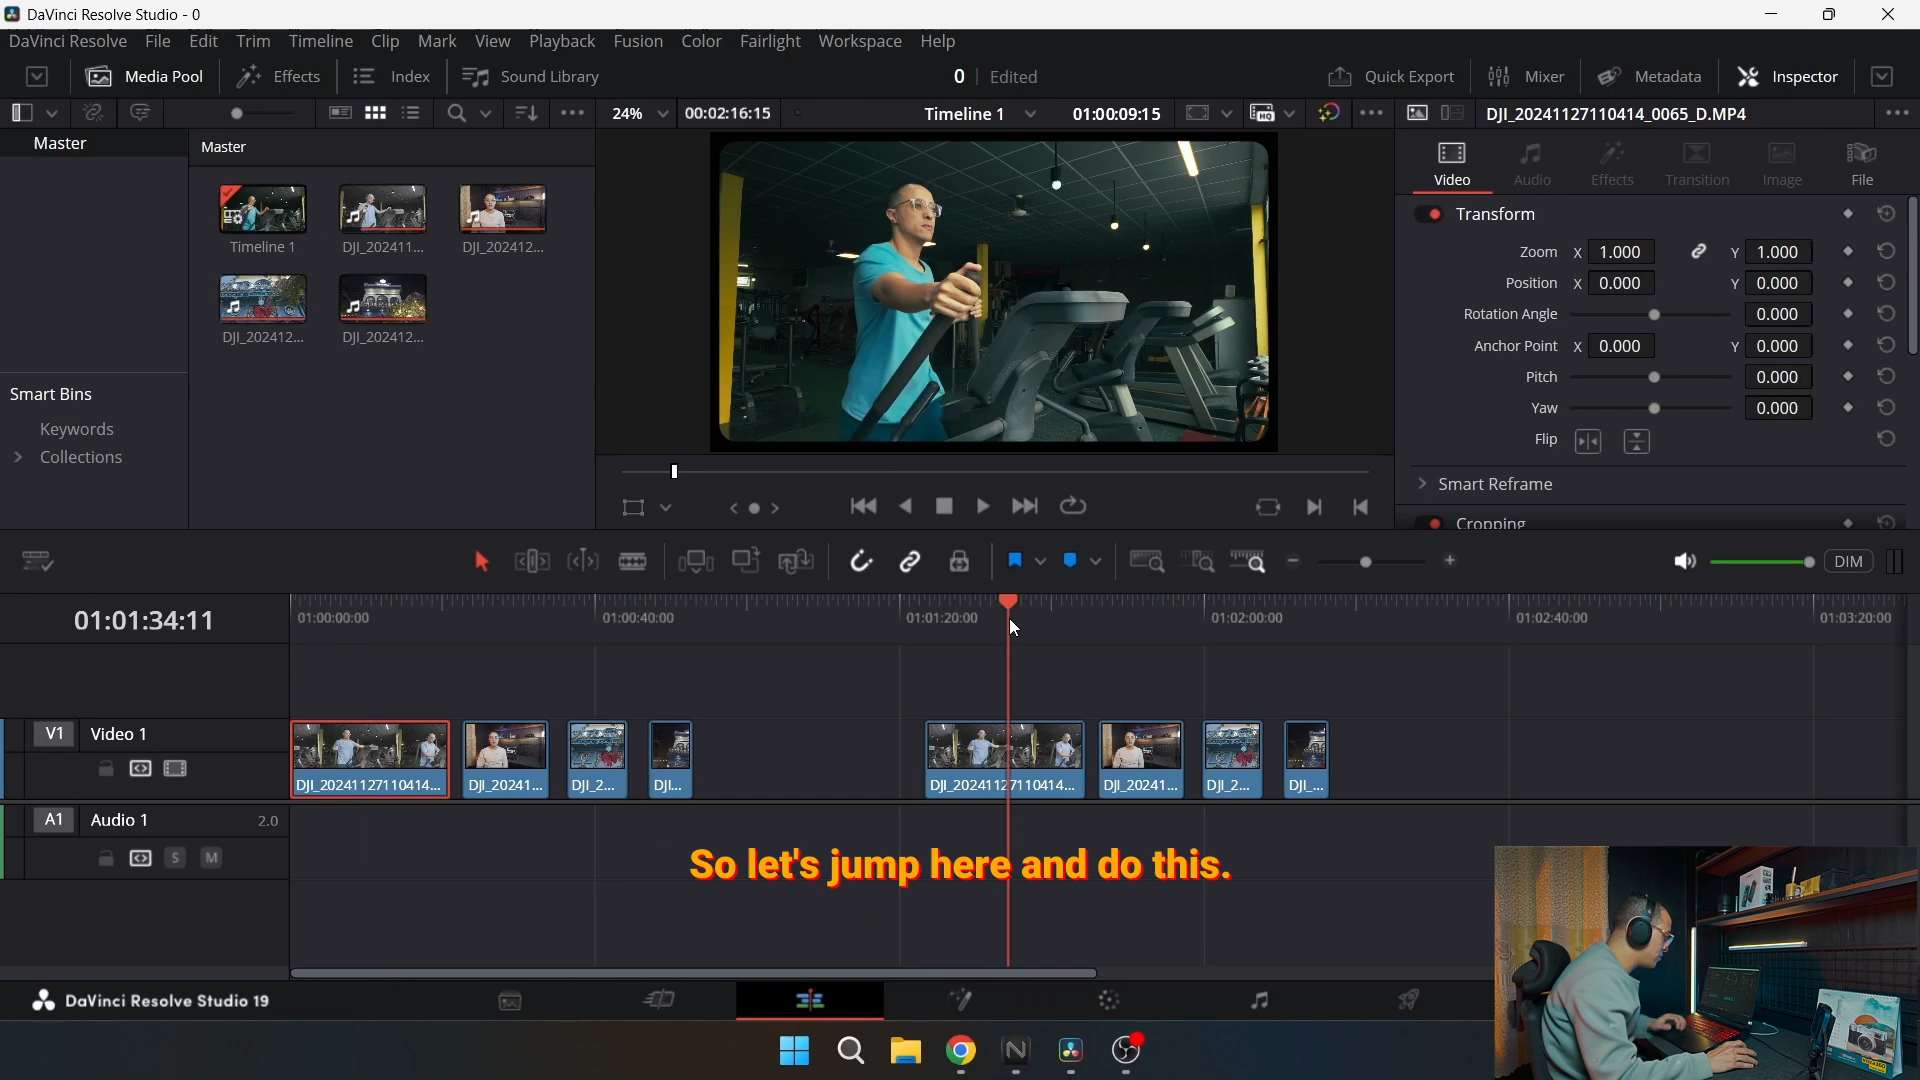 DaVinci Resolve Studio - 0
DaVinci Resolve File Edit Trim Timeline Clip Mark View Playback Fusion Color Fairlight Workspace Help
Media Pool Effects Index Sound Library 0 Edited Quick Export Mixer Metadata Inspector
24% 00:02:16:15 Timeline 1 01:00:09:15 DJI_20241127110414_0065_D.MP4
Master
Master
Video Audio Effects Transition Image File
Transform
Timeline 1 DJI_202411... DJI_202412...
Zoom X 1.000 Y 1.000
Position X 0.000 Y 0.000
Rotation Angle 0.000
DJI_202412... DJI_202412...
Anchor Point X 0.000 Y 0.000
Pitch 0.000
Smart Bins
Yaw 0.000
Keywords
Flip
Collections
Smart Reframe
Cropping
DIM
01:01:34:11
01:00:00:00 01:00:40:00 01:01:20:00 01:02:00:00 01:02:40:00 01:03:20:00
V1 Video 1
DJI_20241127110414... DJI_20241... DJI_2... DJI... DJI_20241127110414... DJI_20241... DJI_2... DJI_...
A1 Audio 1 2.0
S M
So let's jump here and do this.
DaVinci Resolve Studio 19